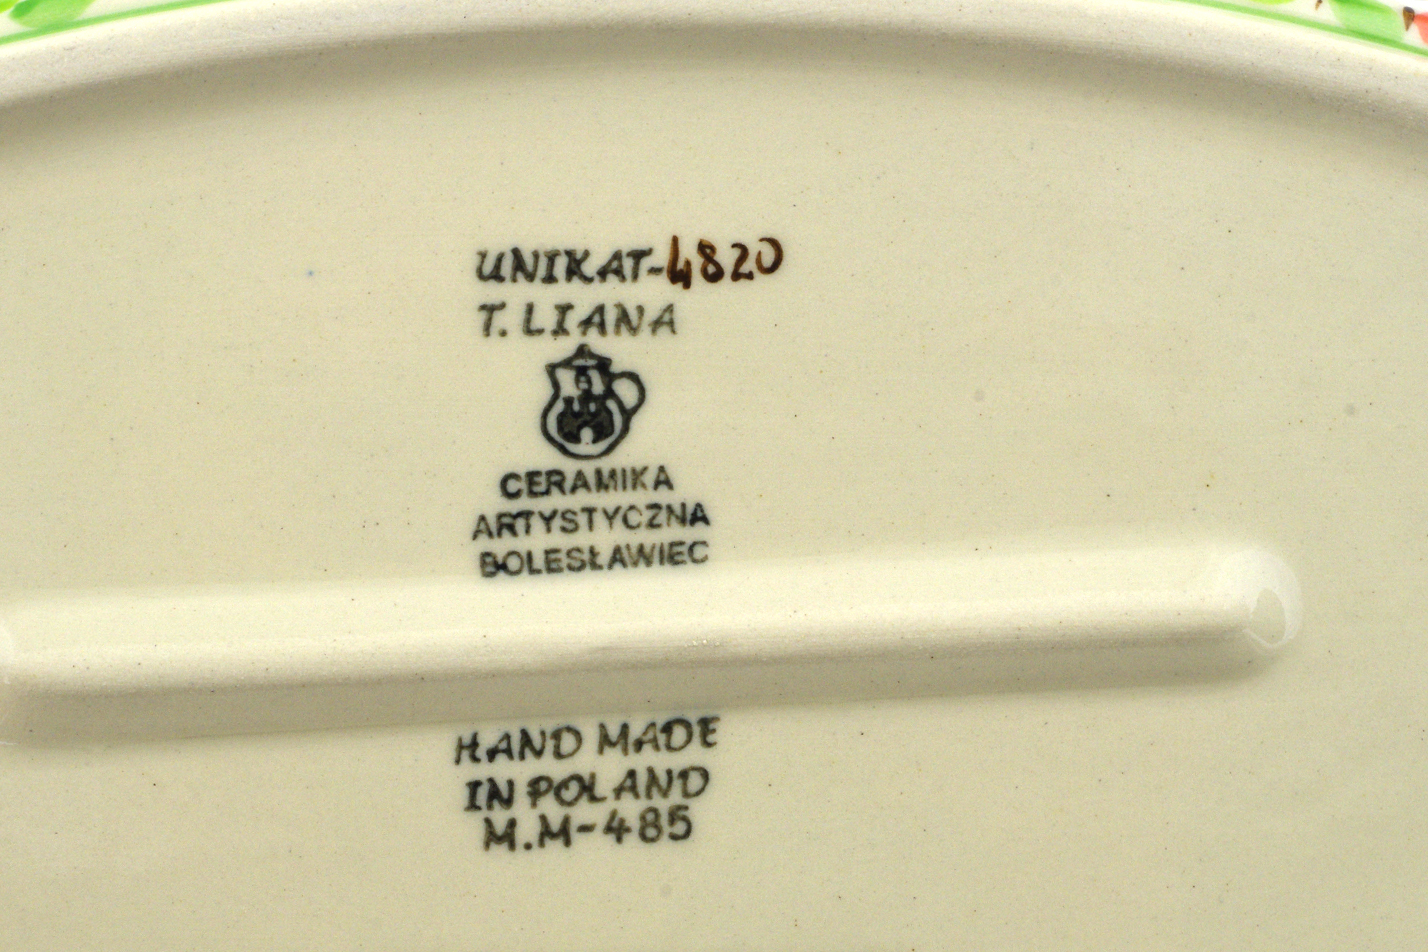 UNIKAT-4820
T. LIANA
CERAMIKA
ARTYSTYCZNA
BOLESŁAWIEC
HAND MADE
IN POLAND
M.M-485